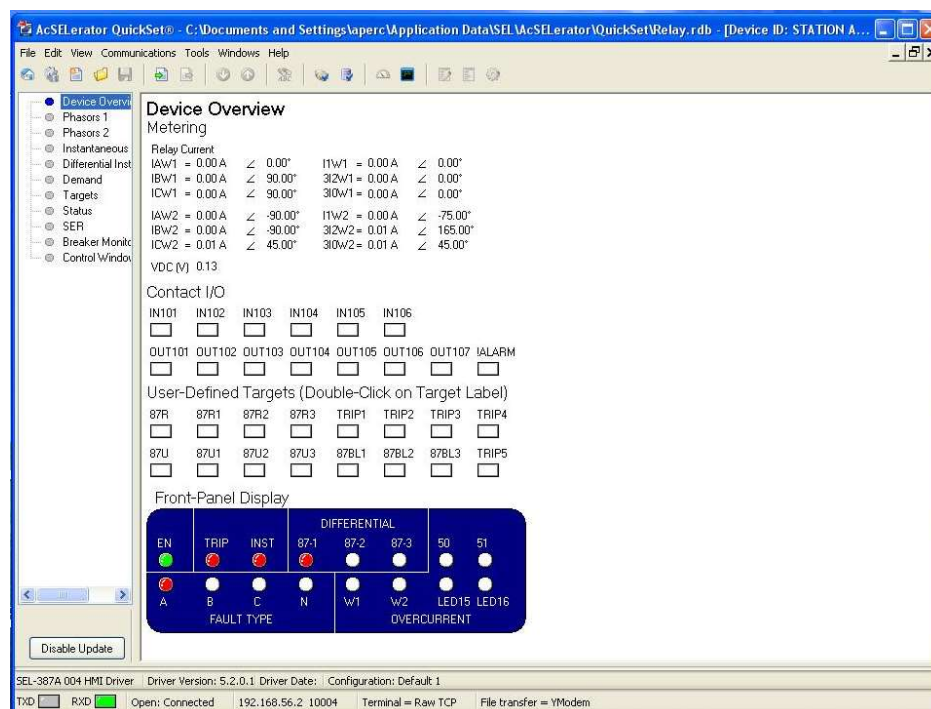 AcSELerator QuickSet® - C:\Documents and Settings\aperc\Application Data\SEL\AcSELerator\QuickSet\Relay.rdb - [Device ID: STATION A...
File Edit View Communications Tools Windows Help
Device Overvi
Phasors 1
Phasors 2
Instantaneous
Differential Inst
Demand
Targets
Status
SER
Breaker Monito
Control Window
Disable Update
Device Overview
Metering
Relay Current
IAW1 = 0.00 A ∠ 0.00° I1W1 = 0.00 A ∠ 0.00°
IBW1 = 0.00 A ∠ 90.00° 3I2W1 = 0.00 A ∠ 0.00°
ICW1 = 0.00 A ∠ 90.00° 3I0W1 = 0.00 A ∠ 0.00°
IAW2 = 0.00 A ∠ -90.00° I1W2 = 0.00 A ∠ -75.00°
IBW2 = 0.00 A ∠ -90.00° 3I2W2 = 0.01 A ∠ 165.00°
ICW2 = 0.01 A ∠ 45.00° 3I0W2 = 0.01 A ∠ 45.00°
VDC (V) 0.13
Contact I/O
IN101 IN102 IN103 IN104 IN105 IN106
OUT101 OUT102 OUT103 OUT104 OUT105 OUT106 OUT107 !ALARM
User-Defined Targets (Double-Click on Target Label)
87R 87R1 87R2 87R3 TRIP1 TRIP2 TRIP3 TRIP4
87U 87U1 87U2 87U3 87BL1 87BL2 87BL3 TRIP5
Front-Panel Display
DIFFERENTIAL
EN TRIP INST 87-1 87-2 87-3 50 51
A B C N W1 W2 LED15 LED16
FAULT TYPE OVERCURRENT
SEL-387A 004 HMI Driver Driver Version: 5.2.0.1 Driver Date: Configuration: Default 1
TXD RXD Open: Connected 192.168.56.2 10004 Terminal = Raw TCP File transfer = YModem